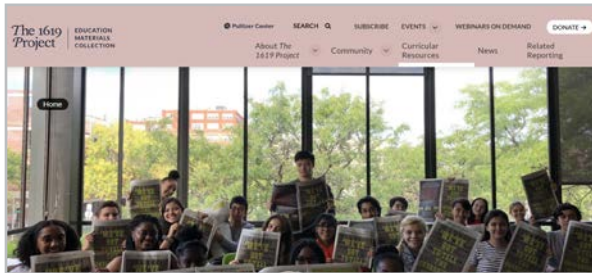 The 1619
Project
EDUCATION
MATERIALS
COLLECTION
Pulitzer Center
SEARCH
SUBSCRIBE
EVENTS
WEBINARS ON DEMAND
DONATE →
About The
1619 Project
Community
Curricular
Resources
News
Related
Reporting
Home